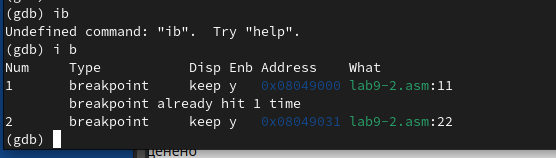 (gdb) ib
Undefined command: "ib".  Try "help".
(gdb) i b
Num     Type           Disp Enb Address    What
1       breakpoint     keep y   0x08049000 lab9-2.asm:11
        breakpoint already hit 1 time
2       breakpoint     keep y   0x08049031 lab9-2.asm:22
(gdb)